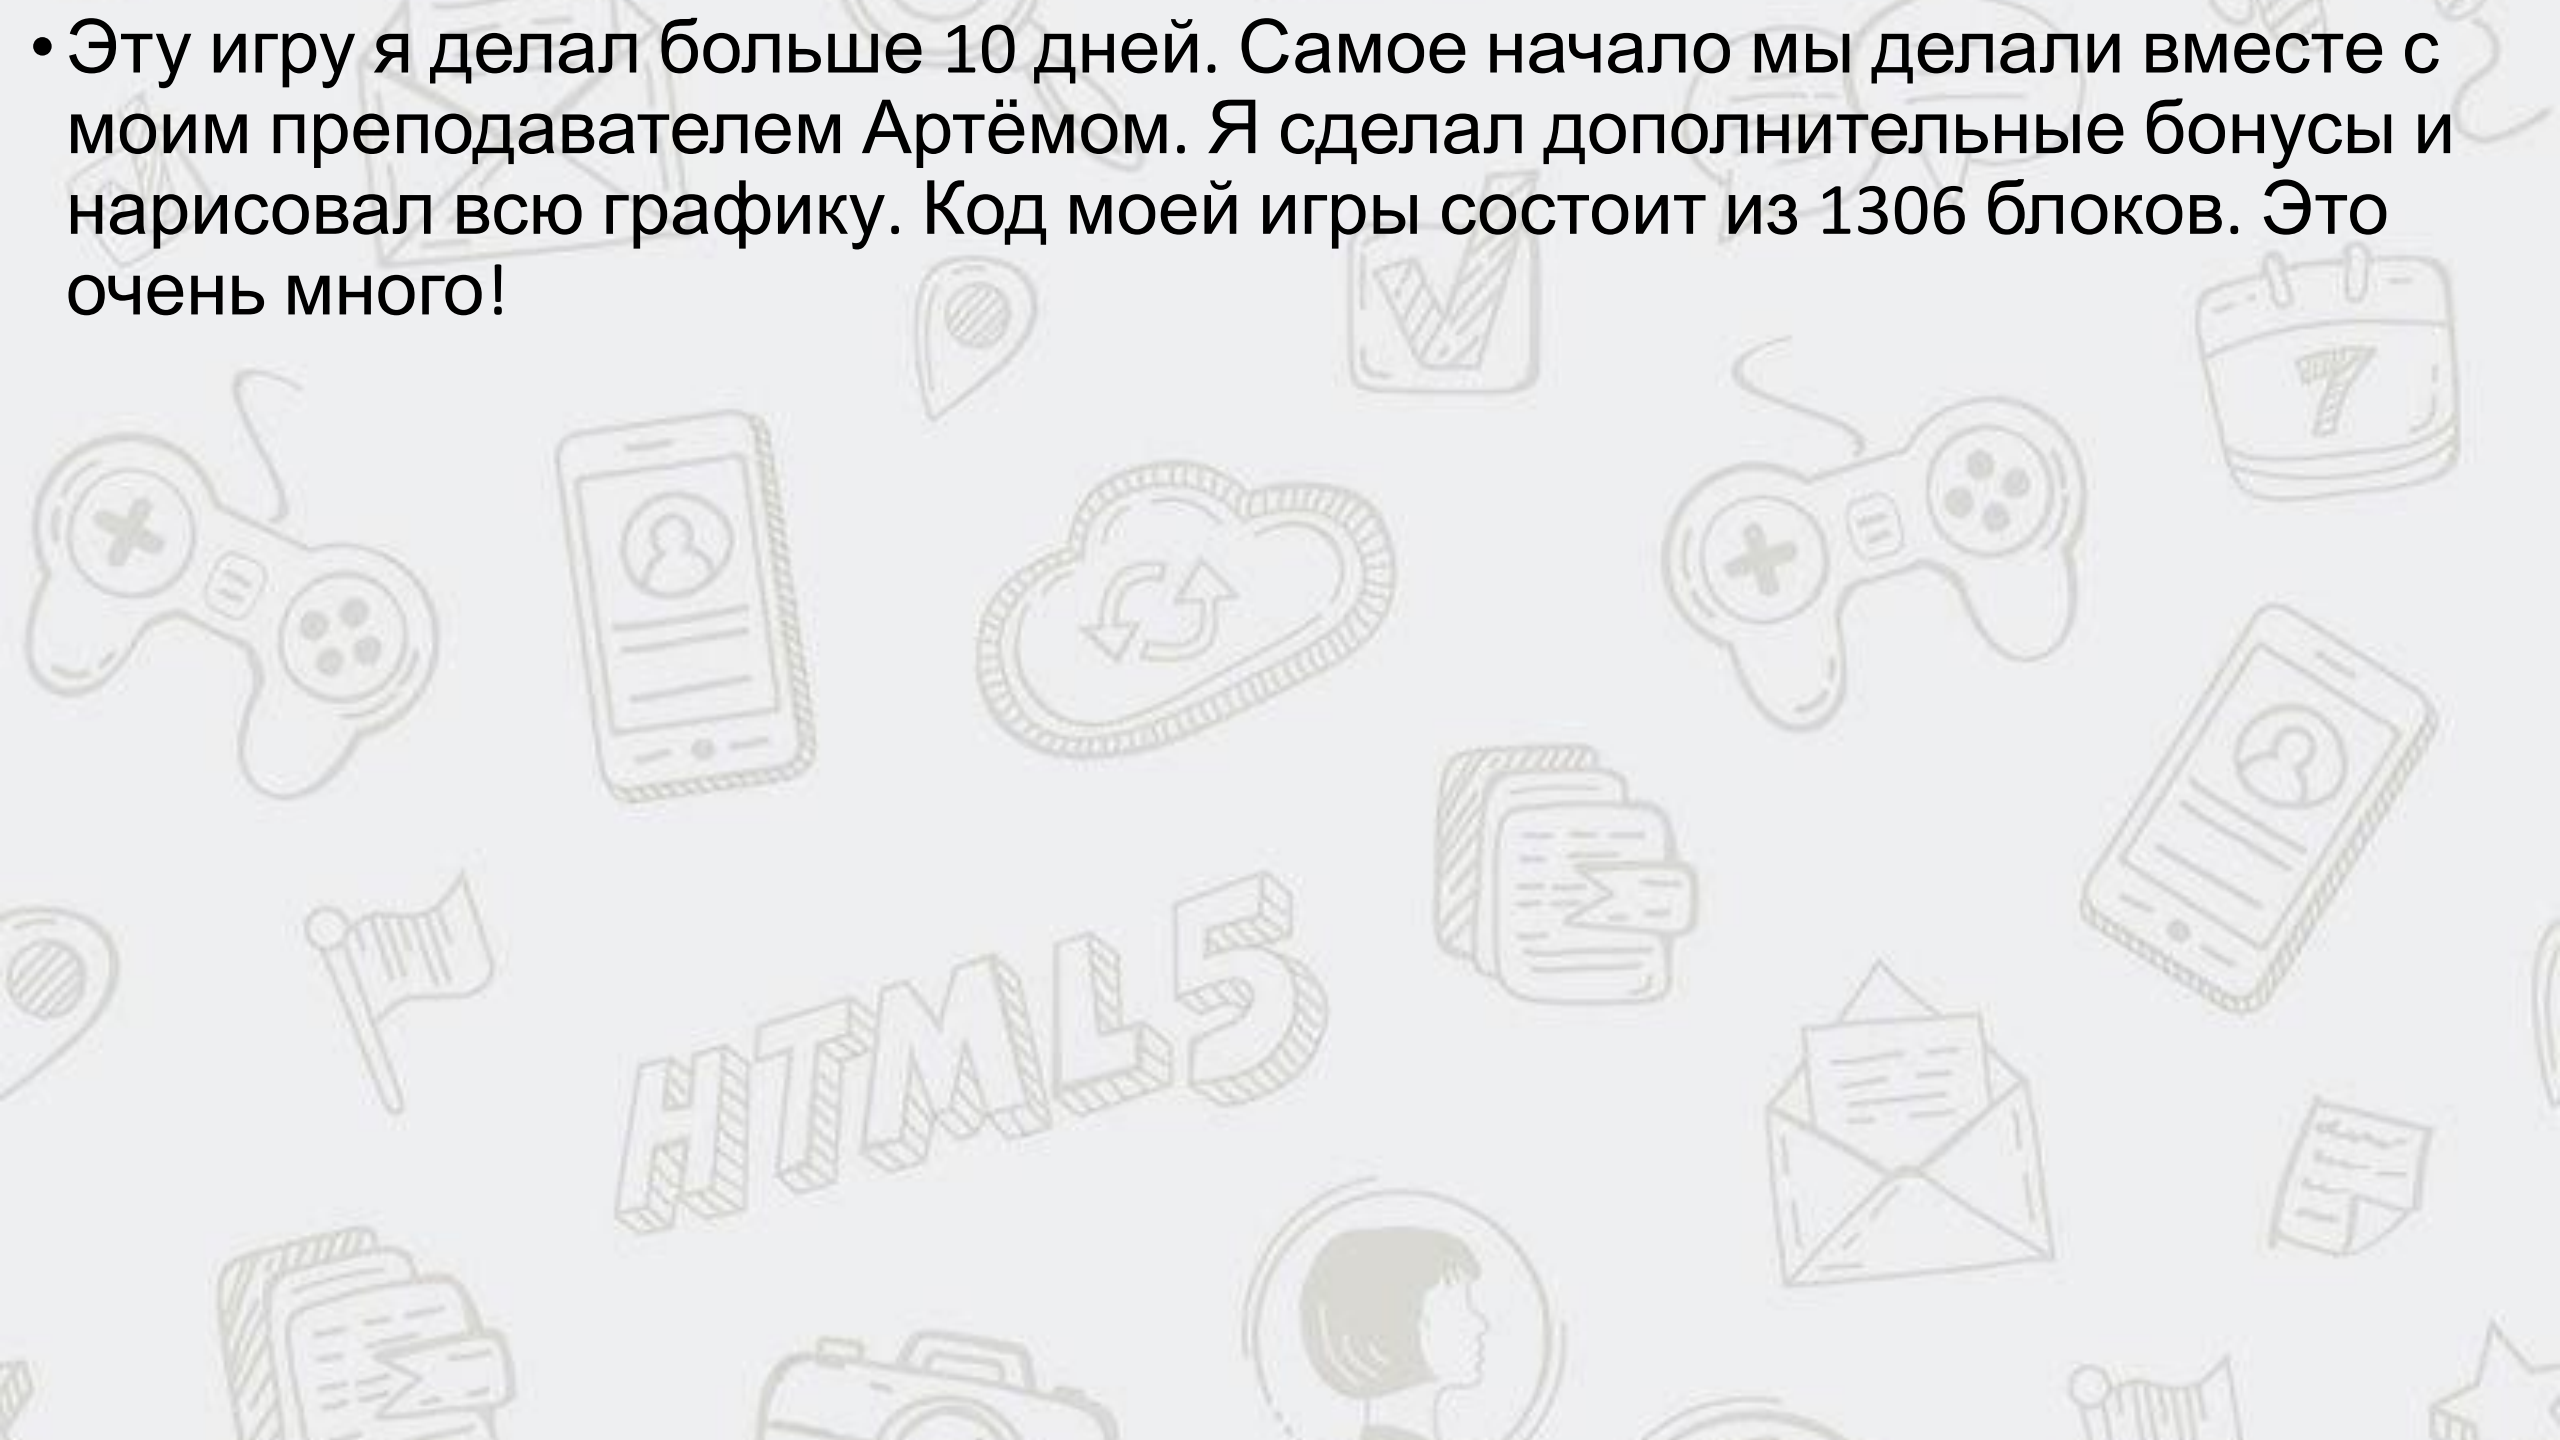 • Эту игру я делал больше 10 дней. Самое начало мы делали вместе с
моим преподавателем Артёмом. Я сделал дополнительные бонусы и
нарисовал всю графику. Код моей игры состоит из 1306 блоков. Это
очень много!
7
HTML5